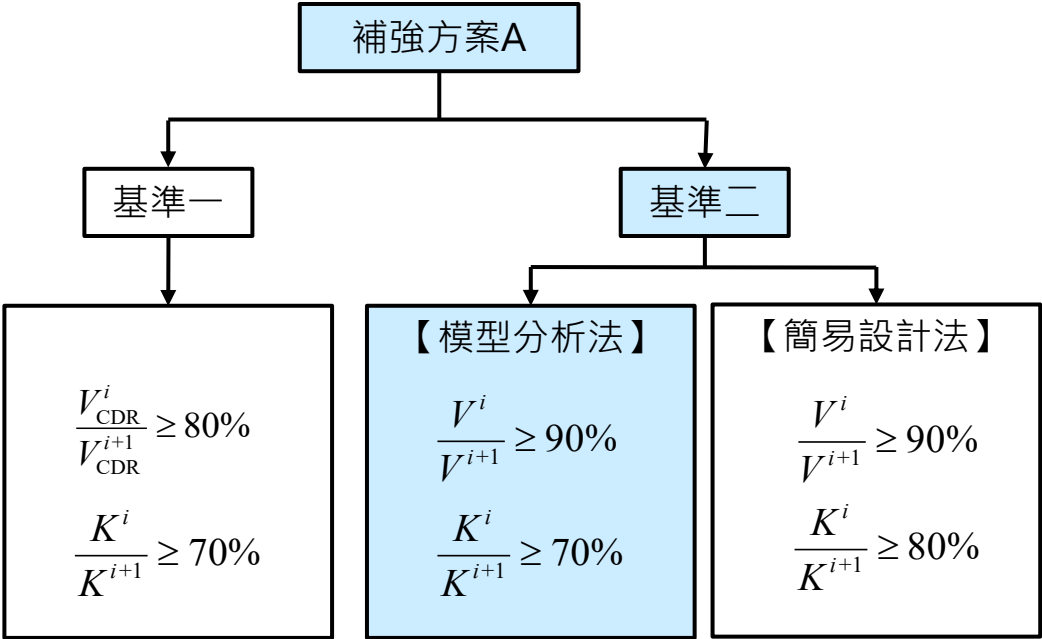 補強方案A
基準一
基準二
V^i_CDR / V^{i+1}_CDR ≥ 80%
K^i / K^{i+1} ≥ 70%
【模型分析法】
V^i / V^{i+1} ≥ 90%
K^i / K^{i+1} ≥ 70%
【簡易設計法】
V^i / V^{i+1} ≥ 90%
K^i / K^{i+1} ≥ 80%